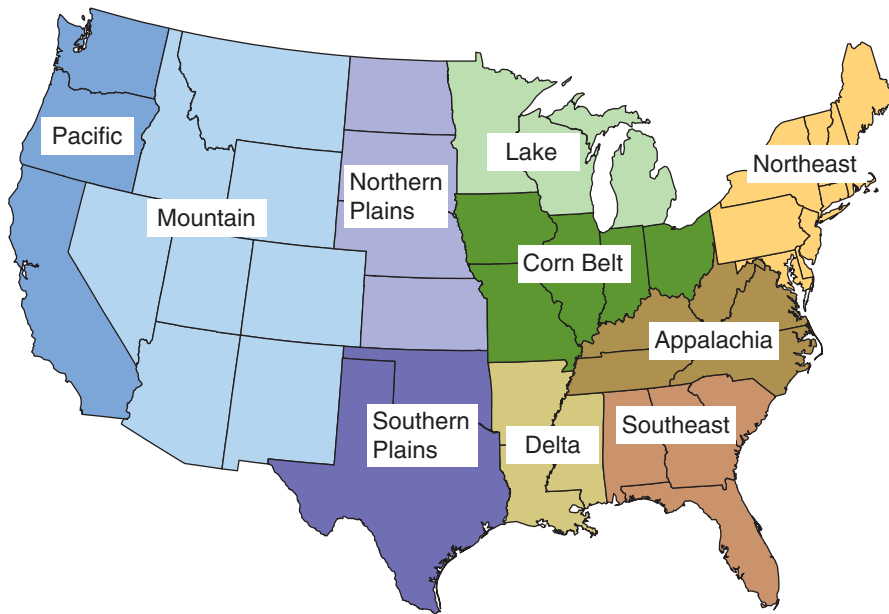 Pacific
Lake
Northeast
Northern
Plains
Mountain
Corn Belt
Appalachia
Southern
Plains
Delta
Southeast